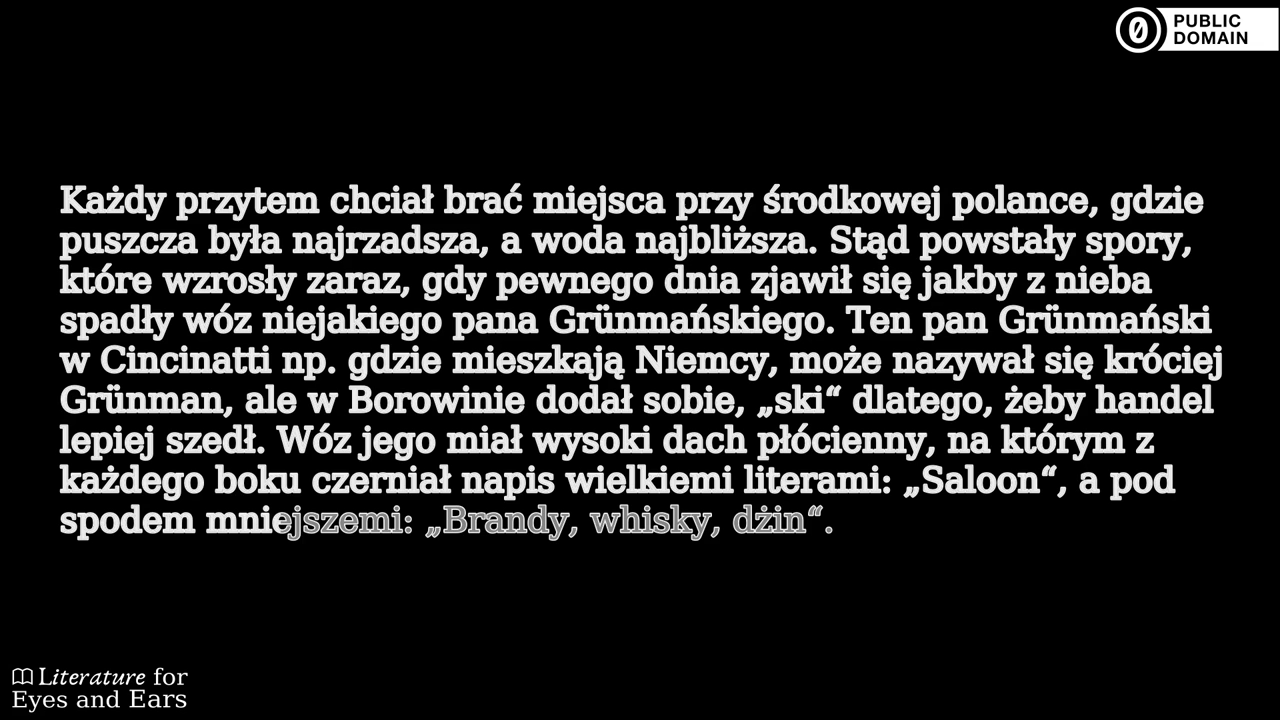 PUBLIC
DOMAIN
Każdy przytem chciał brać miejsca przy środkowej polance, gdzie
puszcza była najrzadsza, a woda najbliższa. Stąd powstały spory,
które wzrosły zaraz, gdy pewnego dnia zjawił się jakby z nieba
spadły wóz niejakiego pana Grünmańskiego. Ten pan Grünmański
w Cincinatti np. gdzie mieszkają Niemcy, może nazywał się króciej
Grünman, ale w Borowinie dodał sobie, „ski“ dlatego, żeby handel
lepiej szedł. Wóz jego miał wysoki dach płócienny, na którym z
każdego boku czerniał napis wielkiemi literami: „Saloon“, a pod
spodem mniejszemi: „Brandy, whisky, dżin“.
Literature for
Eyes and Ears